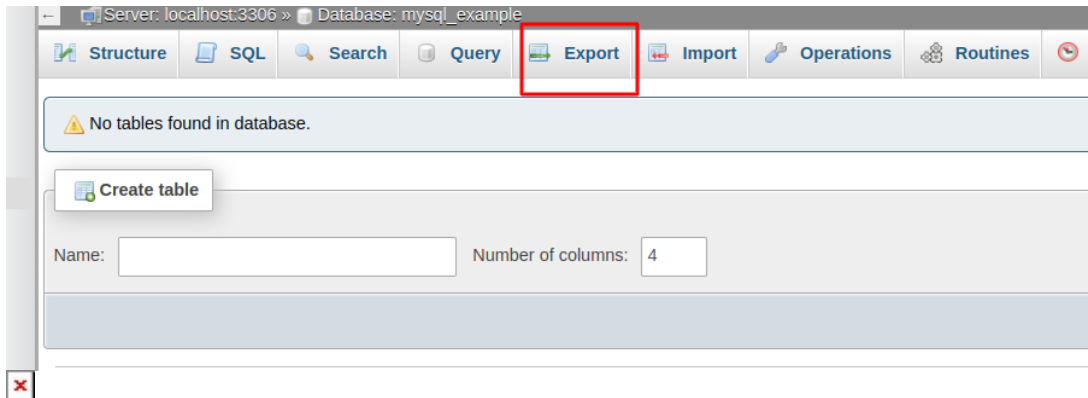 Server: localhost:3306 » Database: mysql_example
Structure SQL Search Query Export Import Operations Routines
No tables found in database.
Create table
Name: Number of columns: 4